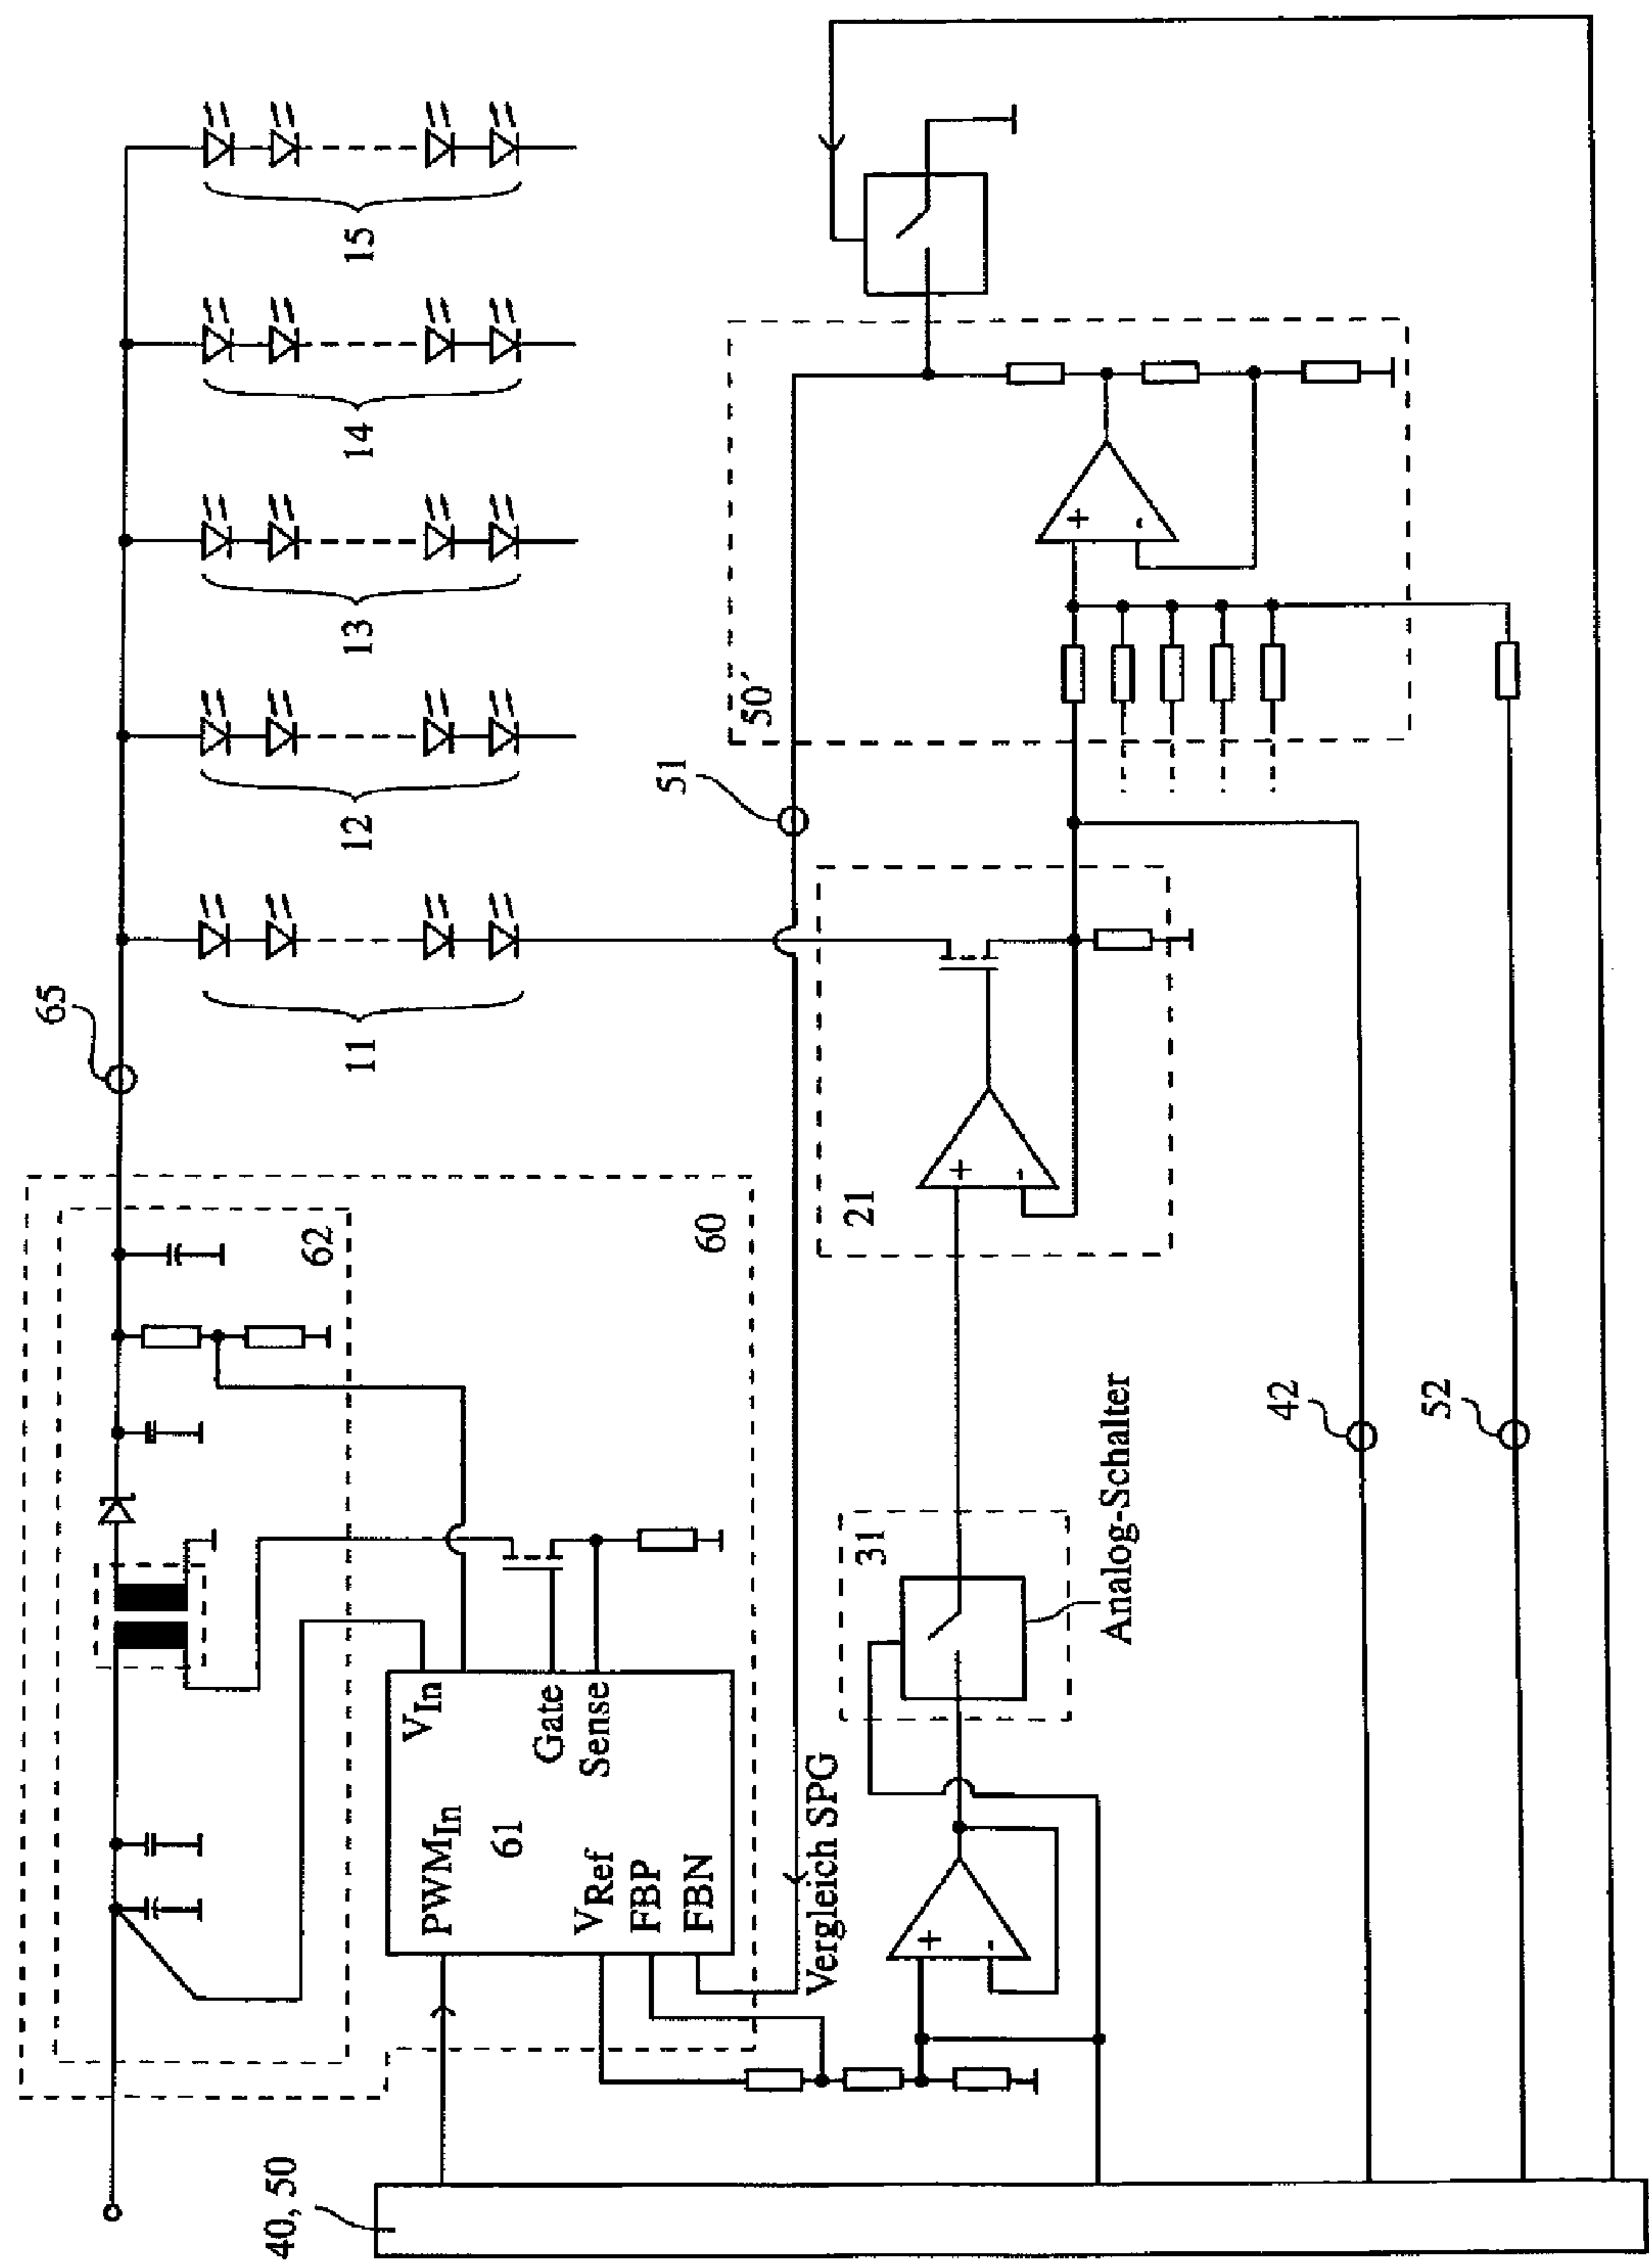 65
11
12
13
14
15
62
60
V_In
PWM_In
61
Gate
Sense
V_Ref
FBP
FBN
51
50´
Vergleich SPG
21
+
-
+
-
31
Analog-Schalter
+
-
42
52
40, 50